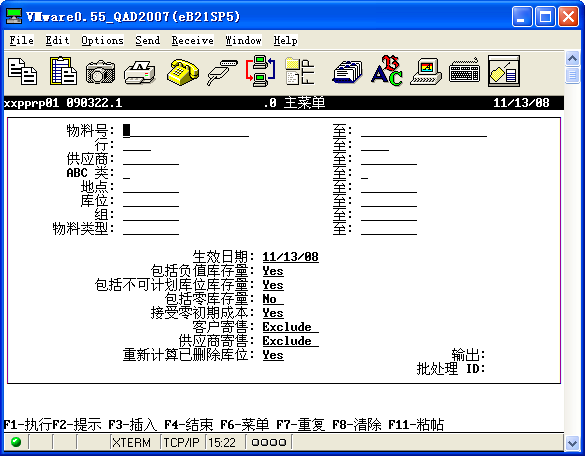 VMware0.55_QAD2007(eB21SP5)
File Edit Options Send Receive Window Help
xxpprp01 090322.1 .0 主菜单 11/13/08
物料号: 至:
行: 至:
供应商: 至:
ABC 类: 至:
地点: 至:
库位: 至:
组: 至:
物料类型: 至:
生效日期: 11/13/08
包括负值库存量: Yes
包括不可计划库位库存量: Yes
包括零库存量: No
接受零初期成本: Yes
客户寄售: Exclude
供应商寄售: Exclude
重新计算已删除库位: Yes 输出:
批处理 ID:
F1-执行F2-提示 F3-插入 F4-结束 F6-菜单 F7-重复 F8-清除 F11-粘帖
XTERM TCP/IP 15:22